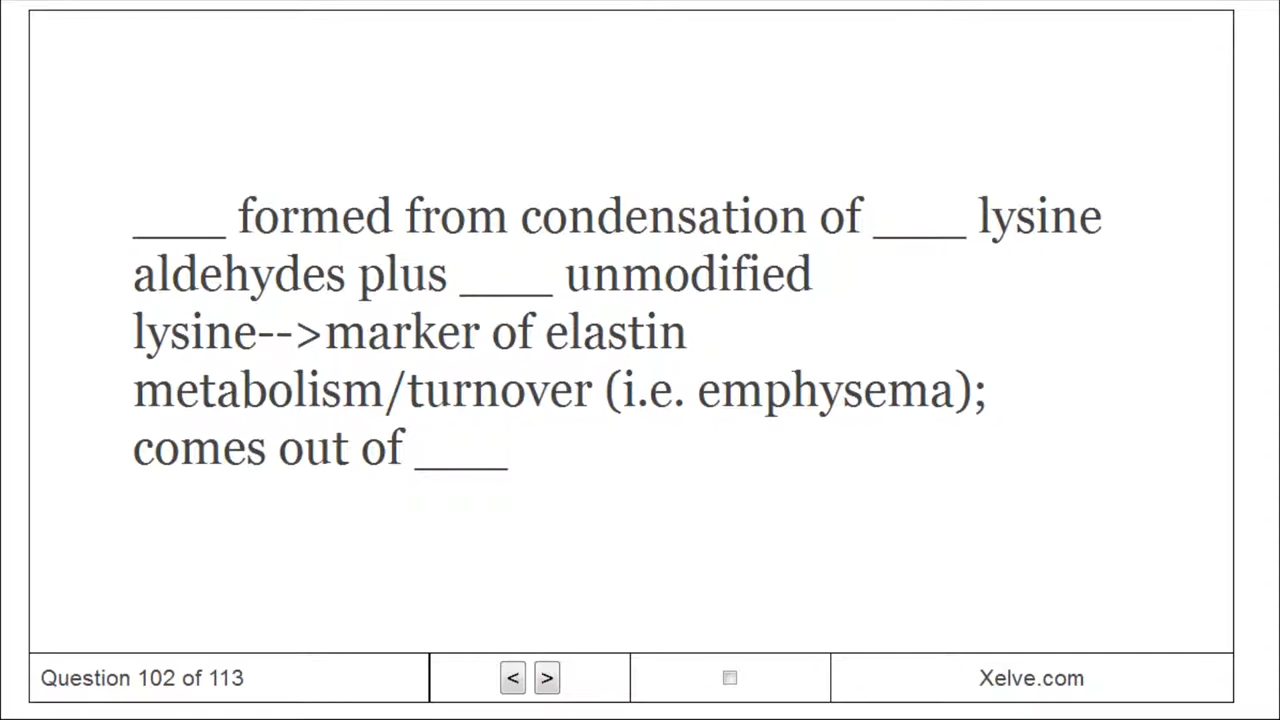 ____ formed from condensation of ____ lysine
aldehydes plus ____ unmodified
lysine-->marker of elastin
metabolism/turnover (i.e. emphysema);
comes out of ____
Question 102 of 113
< >
Xelve.com